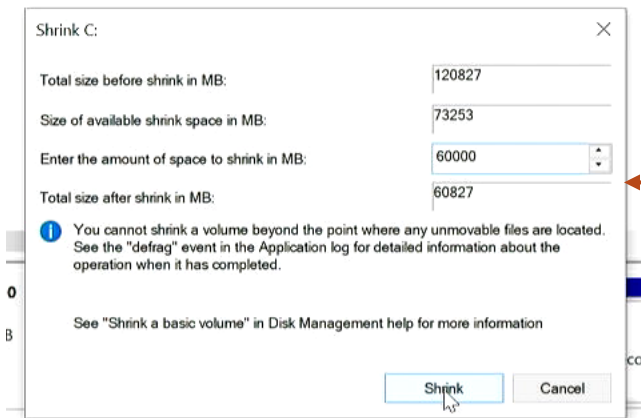 Shrink C:
Total size before shrink in MB: 120827
Size of available shrink space in MB: 73253
Enter the amount of space to shrink in MB: 60000
Total size after shrink in MB: 60827
You cannot shrink a volume beyond the point where any unmovable files are located.
See the "defrag" event in the Application log for detailed information about the
operation when it has completed.
0
B
See "Shrink a basic volume" in Disk Management help for more information
co
Shrink Cancel